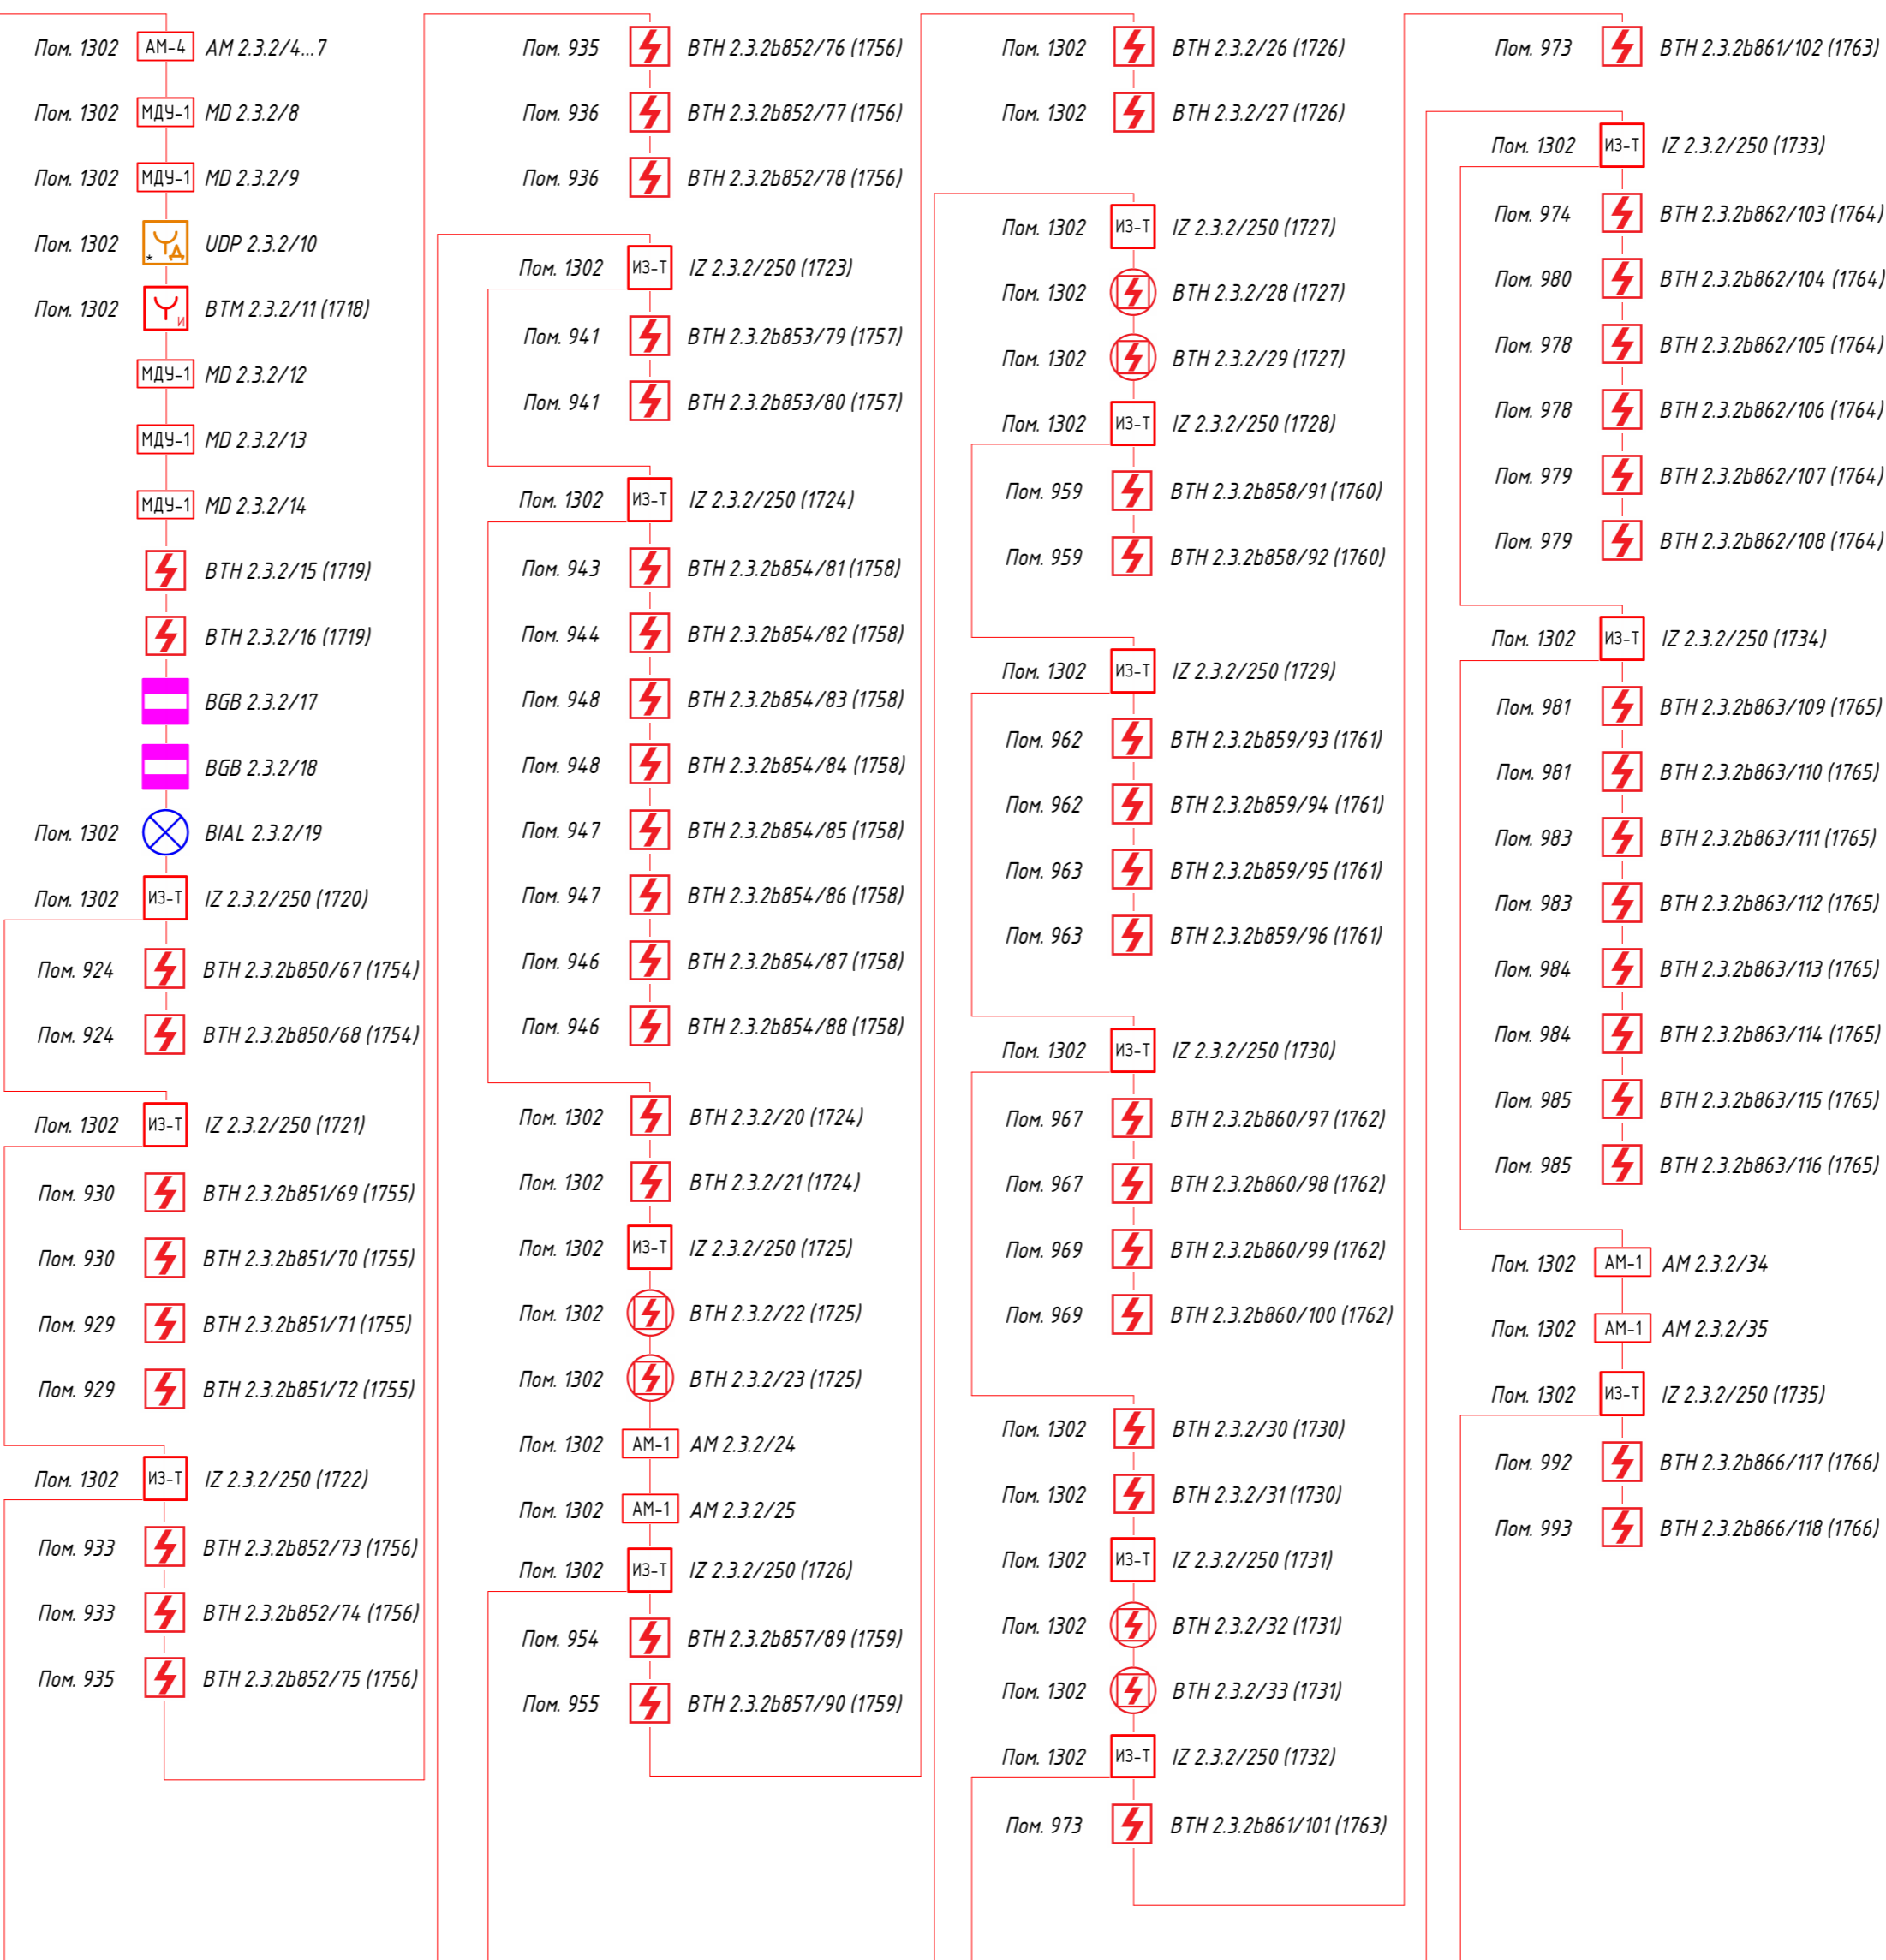 Пом. 1302 АМ-4 АМ 2.3.2/4...7
Пом. 1302 МДУ-1 MD 2.3.2/8
Пом. 1302 МДУ-1 MD 2.3.2/9
Пом. 1302 * Д UDP 2.3.2/10
Пом. 1302 И BTM 2.3.2/11 (1718)
МДУ-1 MD 2.3.2/12
МДУ-1 MD 2.3.2/13
МДУ-1 MD 2.3.2/14
BTH 2.3.2/15 (1719)
BTH 2.3.2/16 (1719)
BGB 2.3.2/17
BGB 2.3.2/18
Пом. 1302 BIAL 2.3.2/19
Пом. 1302 ИЗ-Т IZ 2.3.2/250 (1720)
Пом. 924 BTH 2.3.2b850/67 (1754)
Пом. 924 BTH 2.3.2b850/68 (1754)
Пом. 1302 ИЗ-Т IZ 2.3.2/250 (1721)
Пом. 930 BTH 2.3.2b851/69 (1755)
Пом. 930 BTH 2.3.2b851/70 (1755)
Пом. 929 BTH 2.3.2b851/71 (1755)
Пом. 929 BTH 2.3.2b851/72 (1755)
Пом. 1302 ИЗ-Т IZ 2.3.2/250 (1722)
Пом. 933 BTH 2.3.2b852/73 (1756)
Пом. 933 BTH 2.3.2b852/74 (1756)
Пом. 935 BTH 2.3.2b852/75 (1756)
Пом. 935 BTH 2.3.2b852/76 (1756)
Пом. 936 BTH 2.3.2b852/77 (1756)
Пом. 936 BTH 2.3.2b852/78 (1756)
Пом. 1302 ИЗ-Т IZ 2.3.2/250 (1723)
Пом. 941 BTH 2.3.2b853/79 (1757)
Пом. 941 BTH 2.3.2b853/80 (1757)
Пом. 1302 ИЗ-Т IZ 2.3.2/250 (1724)
Пом. 943 BTH 2.3.2b854/81 (1758)
Пом. 944 BTH 2.3.2b854/82 (1758)
Пом. 948 BTH 2.3.2b854/83 (1758)
Пом. 948 BTH 2.3.2b854/84 (1758)
Пом. 947 BTH 2.3.2b854/85 (1758)
Пом. 947 BTH 2.3.2b854/86 (1758)
Пом. 946 BTH 2.3.2b854/87 (1758)
Пом. 946 BTH 2.3.2b854/88 (1758)
Пом. 1302 BTH 2.3.2/20 (1724)
Пом. 1302 BTH 2.3.2/21 (1724)
Пом. 1302 ИЗ-Т IZ 2.3.2/250 (1725)
Пом. 1302 BTH 2.3.2/22 (1725)
Пом. 1302 BTH 2.3.2/23 (1725)
Пом. 1302 АМ-1 АМ 2.3.2/24
Пом. 1302 АМ-1 АМ 2.3.2/25
Пом. 1302 ИЗ-Т IZ 2.3.2/250 (1726)
Пом. 954 BTH 2.3.2b857/89 (1759)
Пом. 955 BTH 2.3.2b857/90 (1759)
Пом. 1302 BTH 2.3.2/26 (1726)
Пом. 1302 BTH 2.3.2/27 (1726)
Пом. 1302 ИЗ-Т IZ 2.3.2/250 (1727)
Пом. 1302 BTH 2.3.2/28 (1727)
Пом. 1302 BTH 2.3.2/29 (1727)
Пом. 1302 ИЗ-Т IZ 2.3.2/250 (1728)
Пом. 959 BTH 2.3.2b858/91 (1760)
Пом. 959 BTH 2.3.2b858/92 (1760)
Пом. 1302 ИЗ-Т IZ 2.3.2/250 (1729)
Пом. 962 BTH 2.3.2b859/93 (1761)
Пом. 962 BTH 2.3.2b859/94 (1761)
Пом. 963 BTH 2.3.2b859/95 (1761)
Пом. 963 BTH 2.3.2b859/96 (1761)
Пом. 1302 ИЗ-Т IZ 2.3.2/250 (1730)
Пом. 967 BTH 2.3.2b860/97 (1762)
Пом. 967 BTH 2.3.2b860/98 (1762)
Пом. 969 BTH 2.3.2b860/99 (1762)
Пом. 969 BTH 2.3.2b860/100 (1762)
Пом. 1302 BTH 2.3.2/30 (1730)
Пом. 1302 BTH 2.3.2/31 (1730)
Пом. 1302 ИЗ-Т IZ 2.3.2/250 (1731)
Пом. 1302 BTH 2.3.2/32 (1731)
Пом. 1302 BTH 2.3.2/33 (1731)
Пом. 1302 ИЗ-Т IZ 2.3.2/250 (1732)
Пом. 973 BTH 2.3.2b861/101 (1763)
Пом. 973 BTH 2.3.2b861/102 (1763)
Пом. 1302 ИЗ-Т IZ 2.3.2/250 (1733)
Пом. 974 BTH 2.3.2b862/103 (1764)
Пом. 980 BTH 2.3.2b862/104 (1764)
Пом. 978 BTH 2.3.2b862/105 (1764)
Пом. 978 BTH 2.3.2b862/106 (1764)
Пом. 979 BTH 2.3.2b862/107 (1764)
Пом. 979 BTH 2.3.2b862/108 (1764)
Пом. 1302 ИЗ-Т IZ 2.3.2/250 (1734)
Пом. 981 BTH 2.3.2b863/109 (1765)
Пом. 981 BTH 2.3.2b863/110 (1765)
Пом. 983 BTH 2.3.2b863/111 (1765)
Пом. 983 BTH 2.3.2b863/112 (1765)
Пом. 984 BTH 2.3.2b863/113 (1765)
Пом. 984 BTH 2.3.2b863/114 (1765)
Пом. 985 BTH 2.3.2b863/115 (1765)
Пом. 985 BTH 2.3.2b863/116 (1765)
Пом. 1302 АМ-1 АМ 2.3.2/34
Пом. 1302 АМ-1 АМ 2.3.2/35
Пом. 1302 ИЗ-Т IZ 2.3.2/250 (1735)
Пом. 992 BTH 2.3.2b866/117 (1766)
Пом. 993 BTH 2.3.2b866/118 (1766)